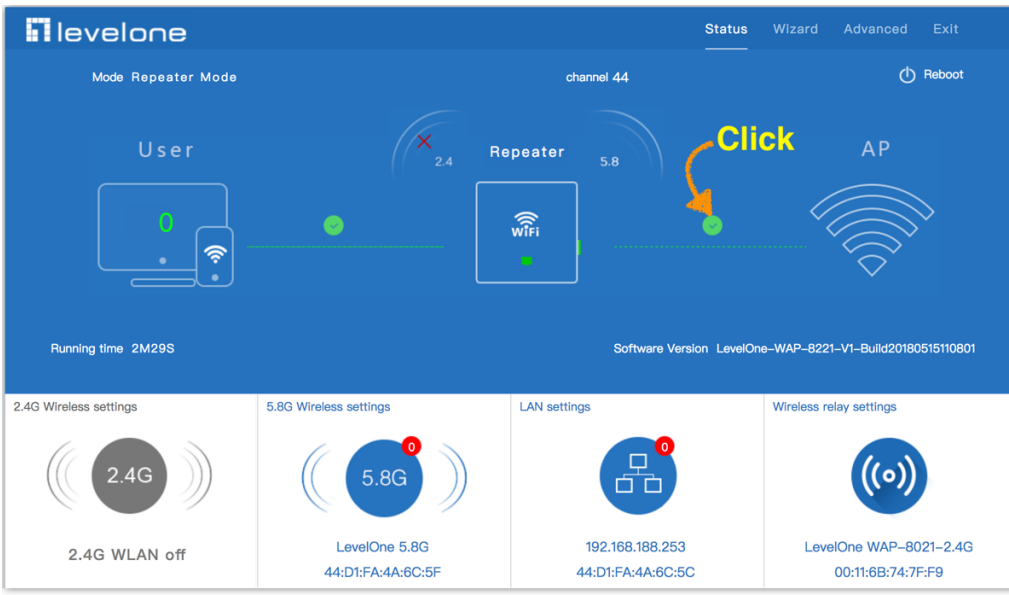 levelone
Status Wizard Advanced Exit
Mode Repeater Mode channel 44 Reboot
Click
User 2.4 Repeater 5.8 AP
0
WiFi
Running time 2M29S Software Version LevelOne-WAP-8221-V1-Build20180515110801
2.4G Wireless settings 5.8G Wireless settings LAN settings Wireless relay settings
0 0
2.4G 5.8G
2.4G WLAN off LevelOne 5.8G 192.168.188.253 LevelOne WAP-8021-2.4G
44:D1:FA:4A:6C:5F 44:D1:FA:4A:6C:5C 00:11:6B:74:7F:F9